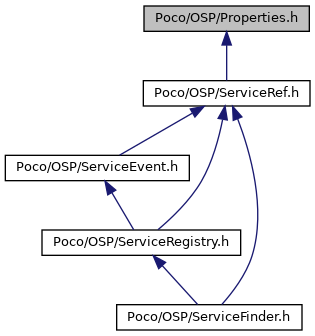 Poco/OSP/Properties.h
Poco/OSP/ServiceRef.h
Poco/OSP/ServiceEvent.h
Poco/OSP/ServiceRegistry.h
Poco/OSP/ServiceFinder.h